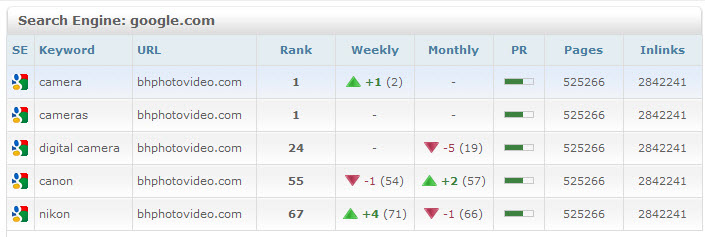 Search Engine: google.com
SE Keyword URL Rank Weekly Monthly PR Pages Inlinks
camera bhphotovideo.com 1 +1 (2) - 525266 2842241
cameras bhphotovideo.com 1 - - 525266 2842241
digital camera bhphotovideo.com 24 - -5 (19) 525266 2842241
canon bhphotovideo.com 55 -1 (54) +2 (57) 525266 2842241
nikon bhphotovideo.com 67 +4 (71) -1 (66) 525266 2842241